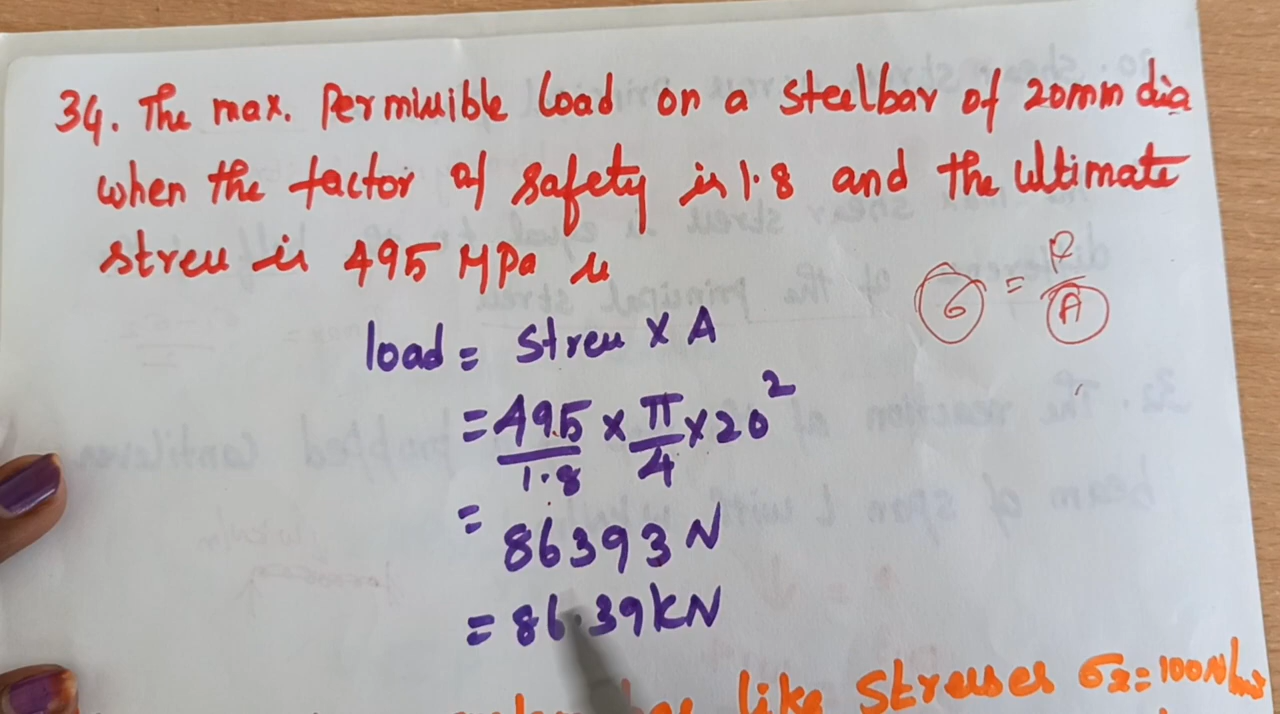 34. The max. Permissible load on a steelbar of 20mm dia
when the factor of safety is 1.8 and the ultimate
stress is 495 MPa is
σ = P/A
load = stress x A
= 495/1.8 x π/4 x 20²
= 86393 N
= 86.39 kN
like stresses σx = 100 N/mm²